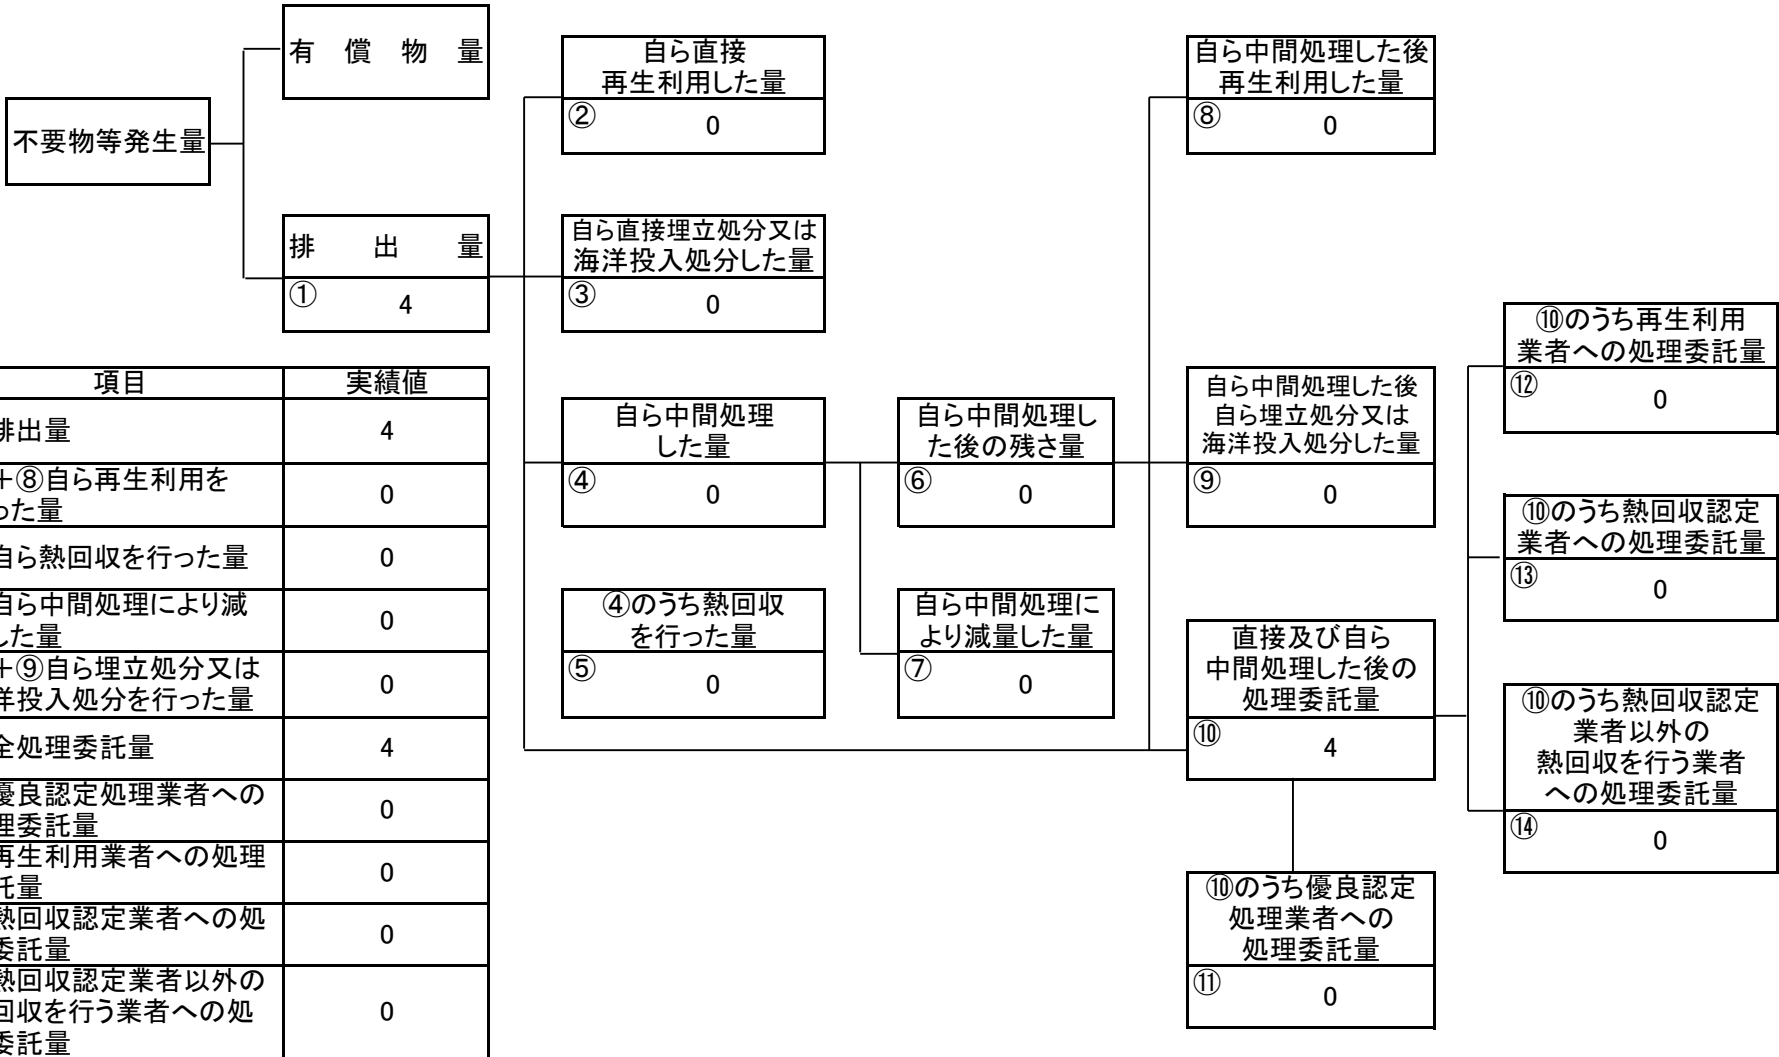 有償物量
不要物等発生量
排出量
① 4
自ら直接
再生利用した量
② 0
自ら直接埋立処分又は
海洋投入処分した量
③ 0
自ら中間処理
した量
④ 0
④のうち熱回収
を行った量
⑤ 0
自ら中間処理し
た後の残さ量
⑥ 0
自ら中間処理に
より減量した量
⑦ 0
自ら中間処理した後
再生利用した量
⑧ 0
自ら中間処理した後
自ら埋立処分又は
海洋投入処分した量
⑨ 0
直接及び自ら
中間処理した後の
処理委託量
⑩ 4
⑩のうち優良認定
処理業者への
処理委託量
⑪ 0
⑩のうち再生利用
業者への処理委託量
⑫ 0
⑩のうち熱回収認定
業者への処理委託量
⑬ 0
⑩のうち熱回収認定
業者以外の
熱回収を行う業者
への処理委託量
⑭ 0
項目 実績値
排出量 4
+⑧自ら再生利用を
った量 0
自ら熱回収を行った量 0
自ら中間処理により減
した量 0
+⑨自ら埋立処分又は
洋投入処分を行った量 0
全処理委託量 4
優良認定処理業者への
理委託量 0
再生利用業者への処理
託量 0
熱回収認定業者への処
委託量 0
熱回収認定業者以外の
回収を行う業者への処
委託量 0